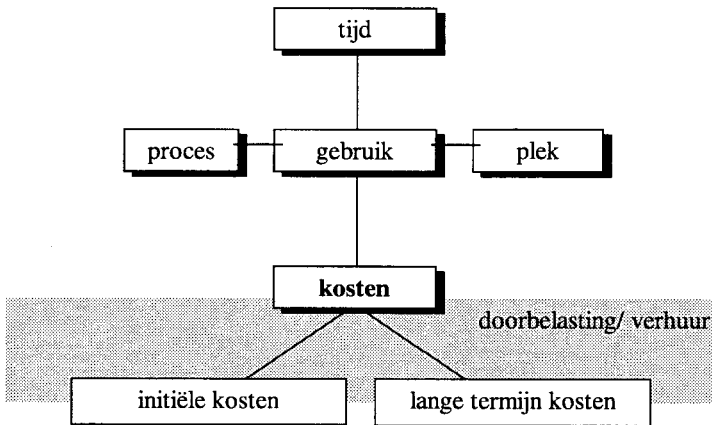 tijd
proces
gebruik
plek
kosten
doorbelasting/ verhuur
initiële kosten
lange termijn kosten